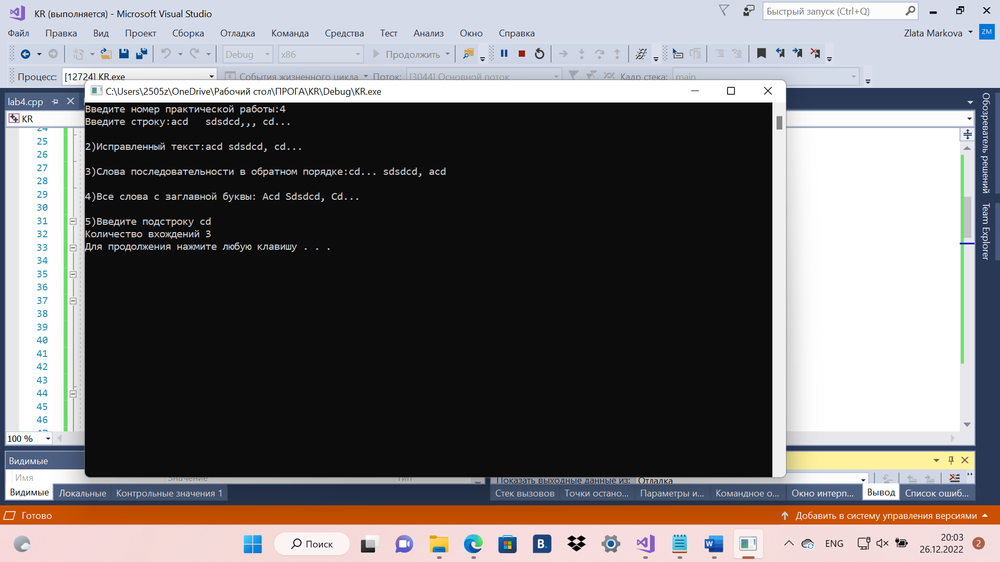 KR (выполняется) - Microsoft Visual Studio
Быстрый запуск (Ctrl+Q)
Файл Правка Вид Проект Сборка Отладка Команда Средства Тест Анализ Окно Справка
Zlata Markova ZM
Debug x86 Продолжить
Процесс: [12724] KR.exe События жизненного цикла Поток: [3044] Основной поток Кадр стека: main
lab4.cpp
KR
C:\Users\2505z\OneDrive\Рабочий стол\ПРОГА\KR\Debug\KR.exe
Введите номер практической работы:4
Введите строку:acd   sdsdcd,,, cd...
2)Исправленный текст:acd sdsdcd, cd...
3)Слова последовательности в обратном порядке:cd... sdsdcd, acd
4)Все слова с заглавной буквы: Acd Sdsdcd, Cd...
5)Введите подстроку cd
Количество вхождений 3
Для продолжения нажмите любую клавишу . . .
24
25
26
27
28
29
30
31
32
33
34
35
36
37
38
39
40
41
42
43
44
45
46
47
100 %
Обозреватель решений
Team Explorer
Видимые
Имя Значение Тип
Видимые Локальные Контрольные значения 1
Показать выходные данные из: Отладка
Стек вызовов Точки остано... Параметры и... Командное о... Окно интерп... Вывод Список ошиб...
Готово
Добавить в систему управления версиями
Поиск
B.
W
ENG
20:03
26.12.2022
2